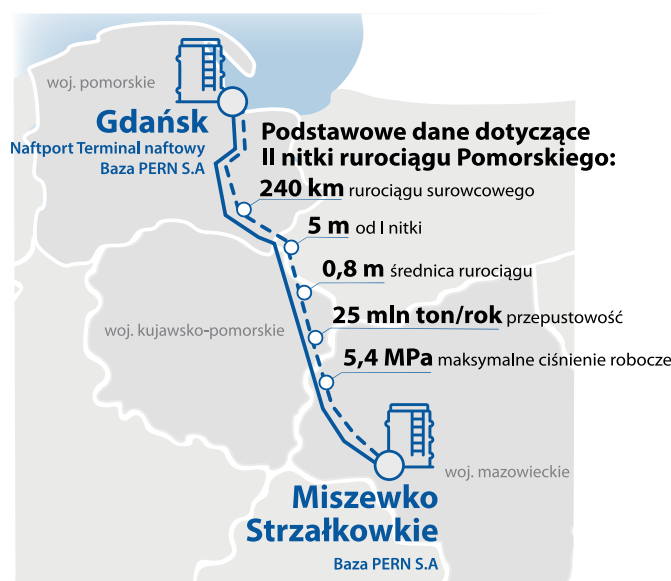 woj. pomorskie
Gdańsk
Naftport Terminal naftowy
Baza PERN S.A
Podstawowe dane dotyczące
II nitki rurociągu Pomorskiego:
240 km rurociągu surowcowego
5 m od I nitki
0,8 m średnica rurociągu
25 mln ton/rok przepustowość
woj. kujawsko-pomorskie
5,4 MPa maksymalne ciśnienie robocze
woj. mazowieckie
Miszewko
Strzałkowkie
Baza PERN S.A